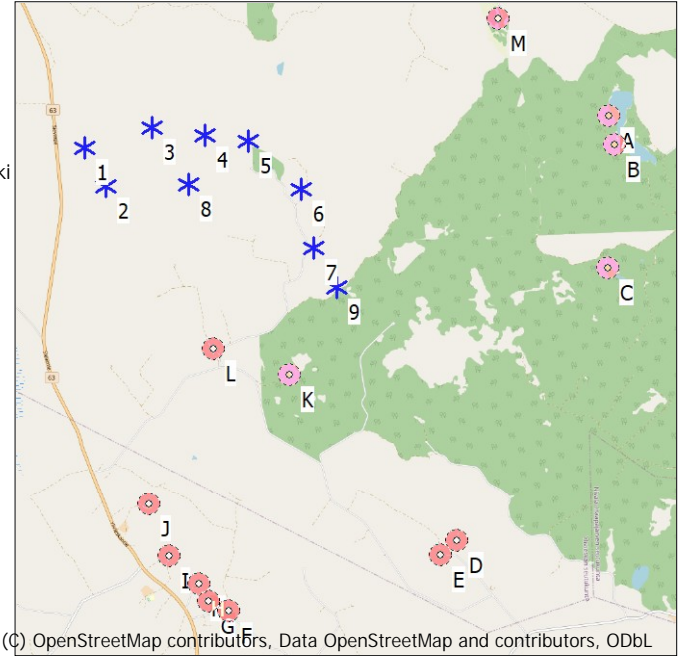 M
63
A
3
4
5
1
B
ki
2
8
6
7
C
9
L
63
K
J
D
I
E
G F
(C) OpenStreetMap contributors, Data OpenStreetMap and contributors, ODbL